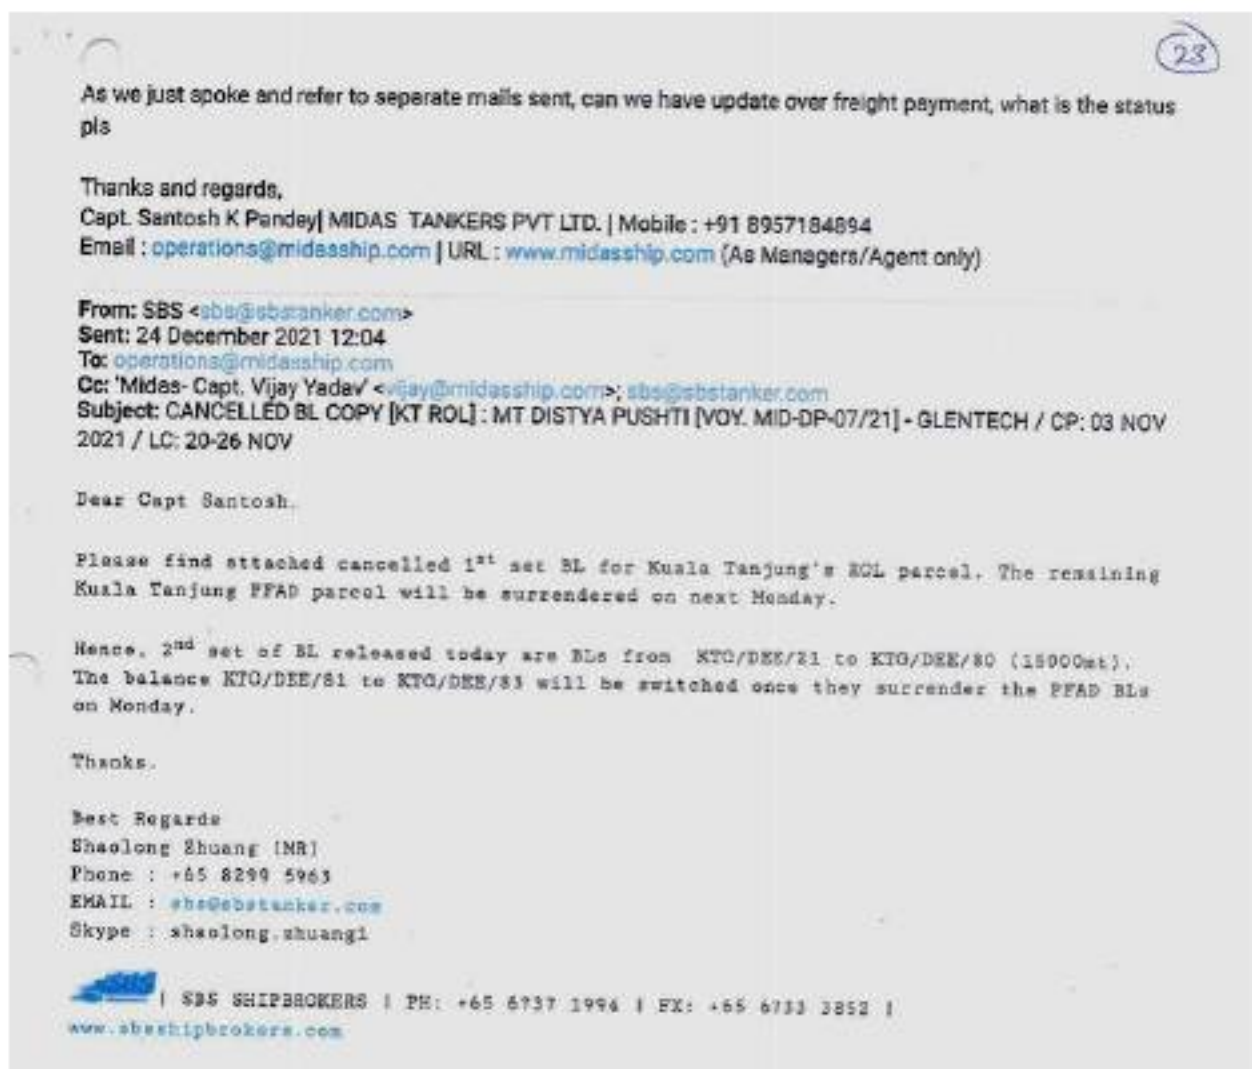 23
As we just spoke and refer to separate mails sent, can we have update over freight payment, what is the status
pls
Thanks and regards,
Capt. Santosh K Pandey| MIDAS TANKERS PVT LTD. | Mobile : +91 8957184894
Email : operations@midasship.com | URL : www.midasship.com (As Managers/Agent only)
From: SBS <sbs@sbstanker.com>
Sent: 24 December 2021 12:04
To: operations@midasship.com
Cc: 'Midas- Capt. Vijay Yadav' <vijay@midasship.com>; sbs@sbstanker.com
Subject: CANCELLED BL COPY [KT ROL] : MT DISTYA PUSHTI [VOY. MID-DP-07/21] - GLENTECH / CP: 03 NOV
2021 / LC: 20-26 NOV
Dear Capt Santosh.
Please find attached cancelled 1st set BL for Kuala Tanjung's ROL parcel. The remaining
Kuala Tanjung PFAD parcel will be surrendered on next Monday.
Hence, 2nd set of BL released today are BLs from KTG/DEE/21 to KTG/DEE/80 (15000mt).
The balance KTG/DEE/81 to KTG/DEE/83 will be switched once they surrender the PFAD BLs
on Monday.
Thanks.
Best Regards
Shaolong Zhuang [MR]
Phone : +65 8299 5963
EMAIL : sbs@sbstanker.com
Skype : shaolong.zhuang1
| SBS SHIPBROKERS | PH: +65 6737 1994 | FX: +65 6733 3852 |
www.sbsshipbrokers.com